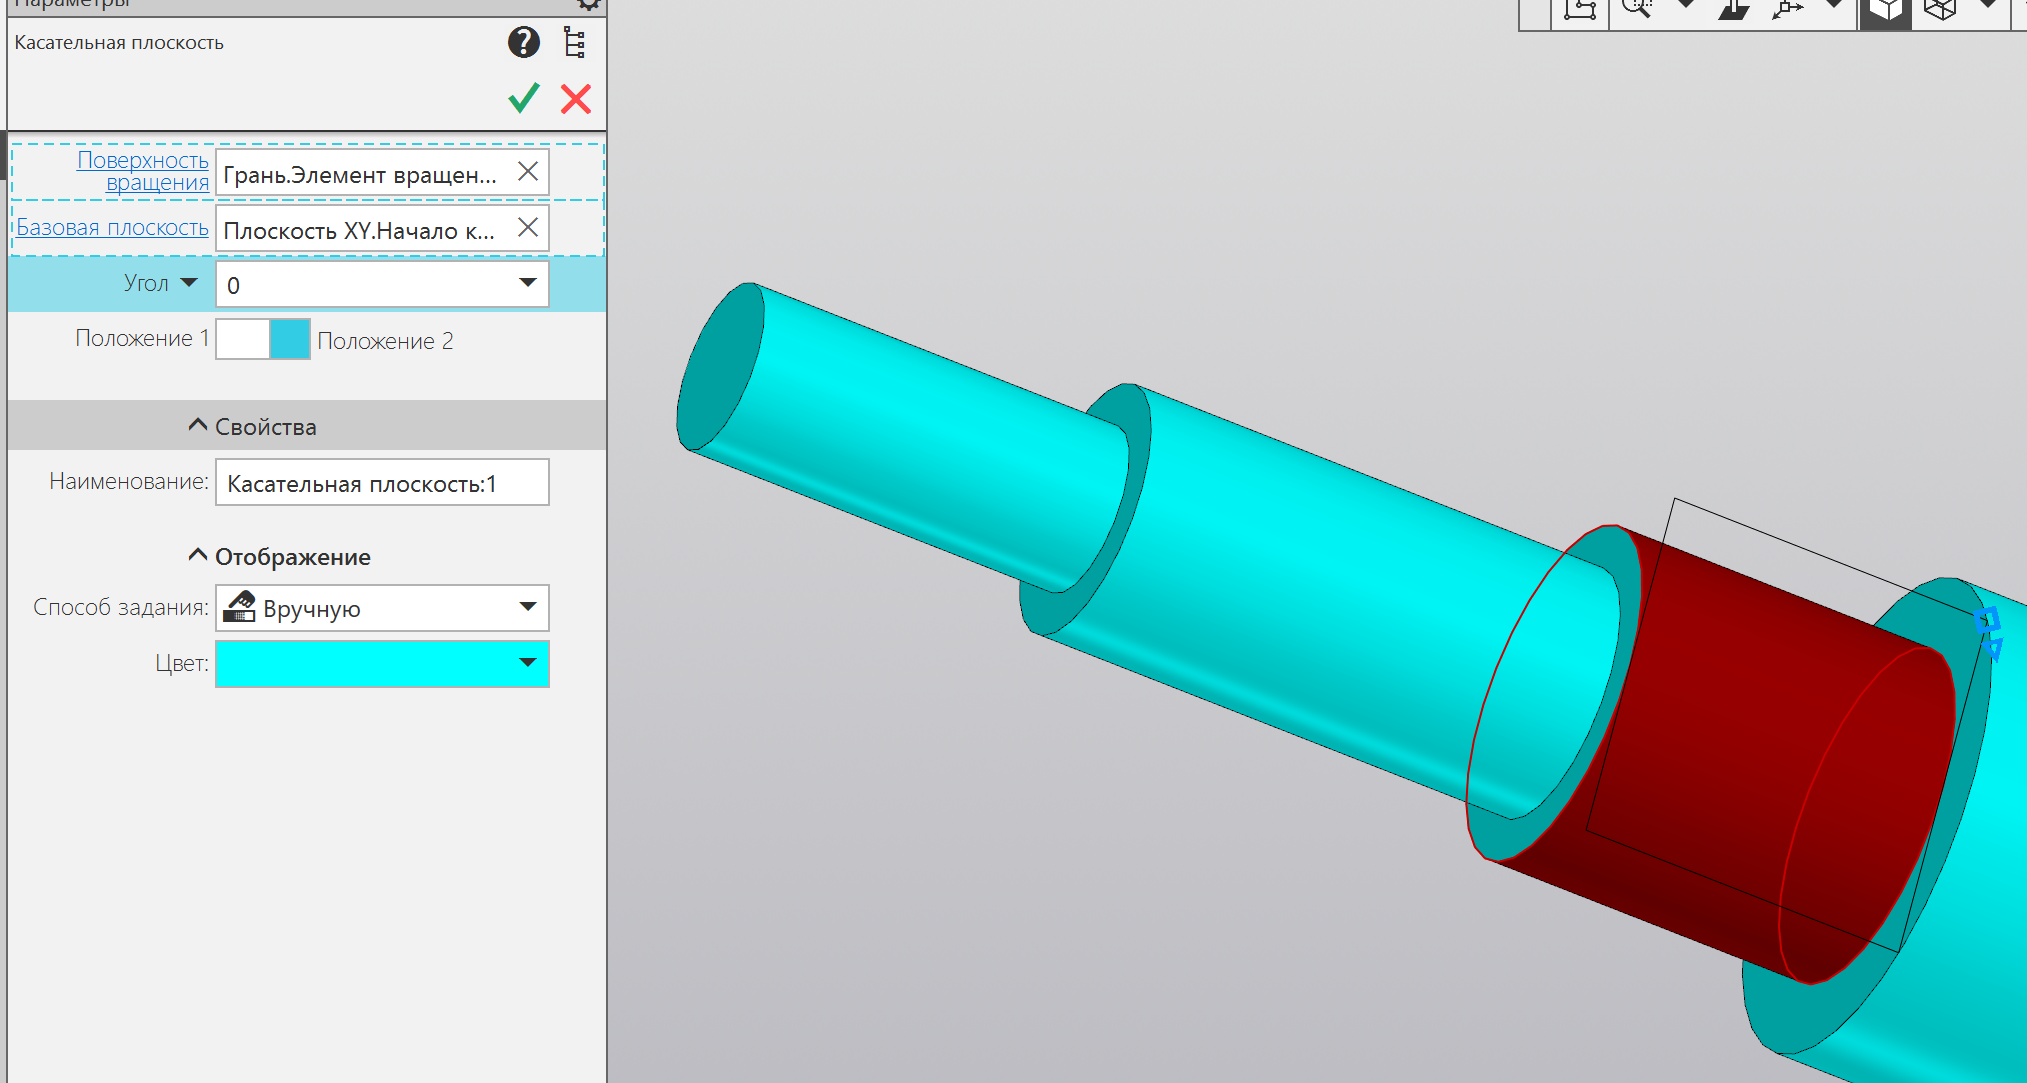 Параметры
Касательная плоскость
?
Поверхность
вращения
Грань.Элемент вращен...
Базовая плоскость
Плоскость XY.Начало к...
Угол
0
Положение 1
Положение 2
Свойства
Наименование:
Касательная плоскость:1
Отображение
Способ задания:
Вручную
Цвет: